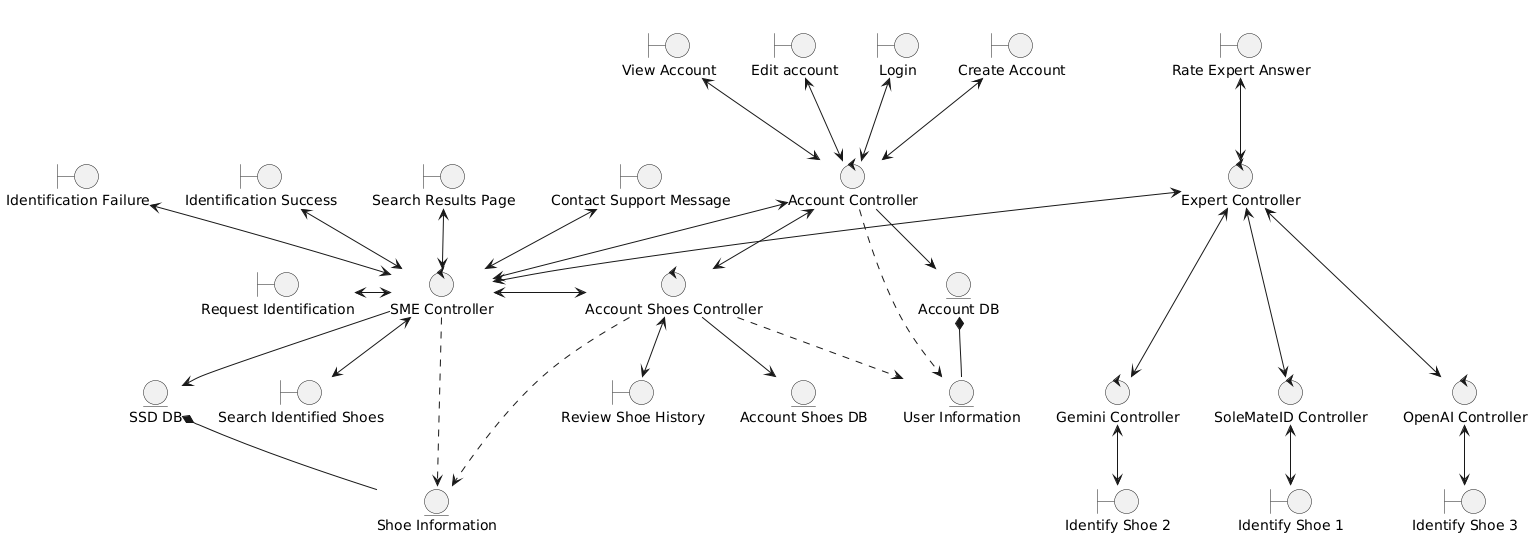 View Account
Edit account
Login
Create Account
Rate Expert Answer
Identification Failure
Identification Success
Search Results Page
Contact Support Message
Account Controller
Expert Controller
Request Identification
SME Controller
Account Shoes Controller
Account DB
SSD DB
Search Identified Shoes
Review Shoe History
Account Shoes DB
User Information
Gemini Controller
SoleMateID Controller
OpenAI Controller
Shoe Information
Identify Shoe 2
Identify Shoe 1
Identify Shoe 3